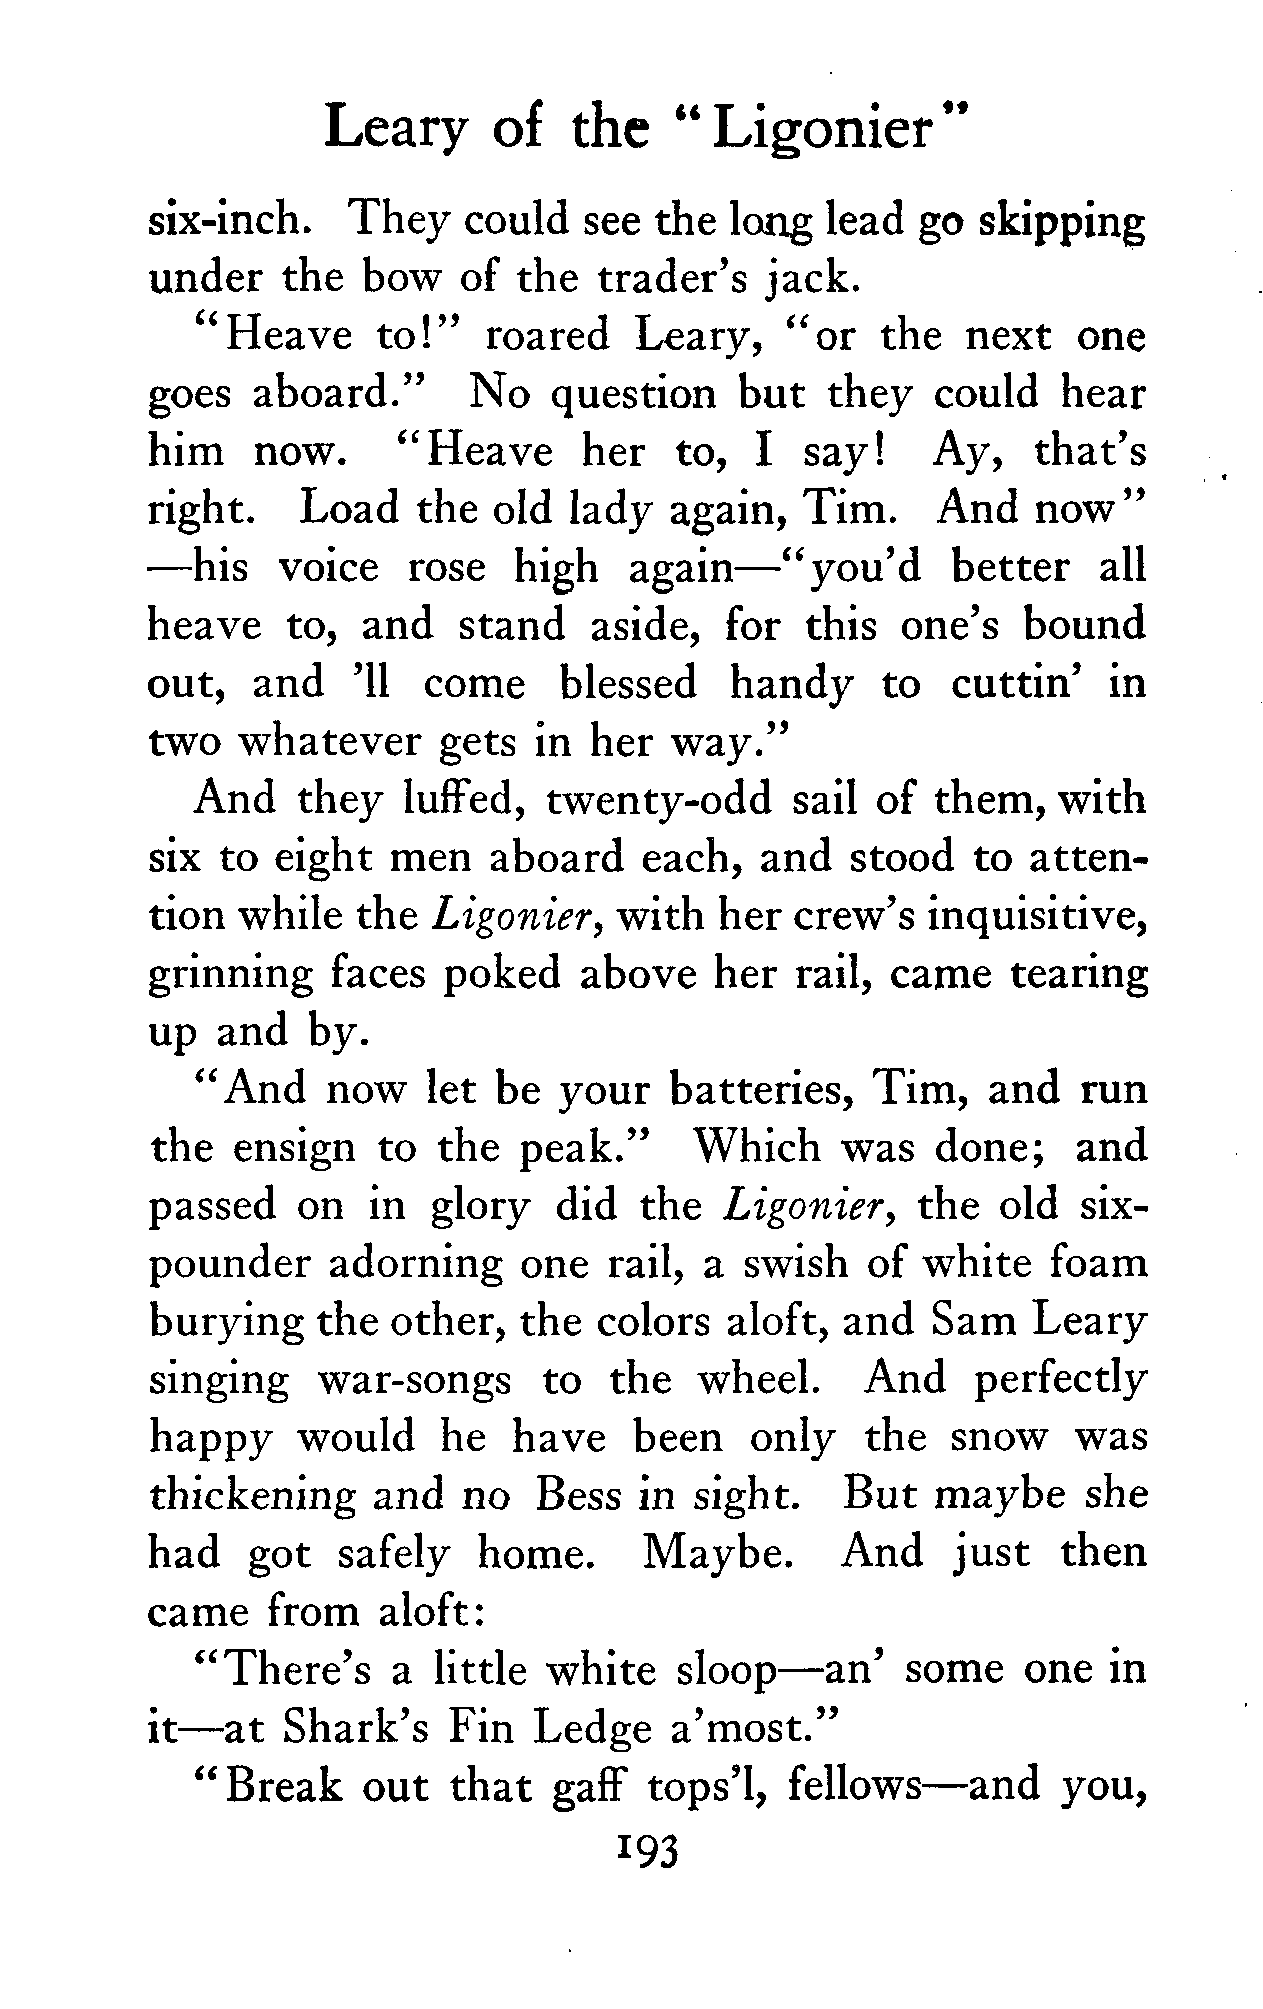 Leary of the “Ligonier”
six-inch. They could see the long lead go skipping
under the bow of the trader’s jack.
“Heave to!” roared Leary, “or the next one
goes aboard.” No question but they could hear
him now. “Heave her to, I say! Ay, that’s
right. Load the old lady again, Tim. And now”
—his voice rose high again—“you’d better all
heave to, and stand aside, for this one’s bound
out, and ’ll come blessed handy to cuttin’ in
two whatever gets in her way.”
And they luffed, twenty-odd sail of them, with
six to eight men aboard each, and stood to atten-
tion while the Ligonier, with her crew’s inquisitive,
grinning faces poked above her rail, came tearing
up and by.
“And now let be your batteries, Tim, and run
the ensign to the peak.” Which was done; and
passed on in glory did the Ligonier, the old six-
pounder adorning one rail, a swish of white foam
burying the other, the colors aloft, and Sam Leary
singing war-songs to the wheel. And perfectly
happy would he have been only the snow was
thickening and no Bess in sight. But maybe she
had got safely home. Maybe. And just then
came from aloft:
“There’s a little white sloop—an’ some one in
it—at Shark’s Fin Ledge a’most.”
“Break out that gaff tops’l, fellows—and you,
193